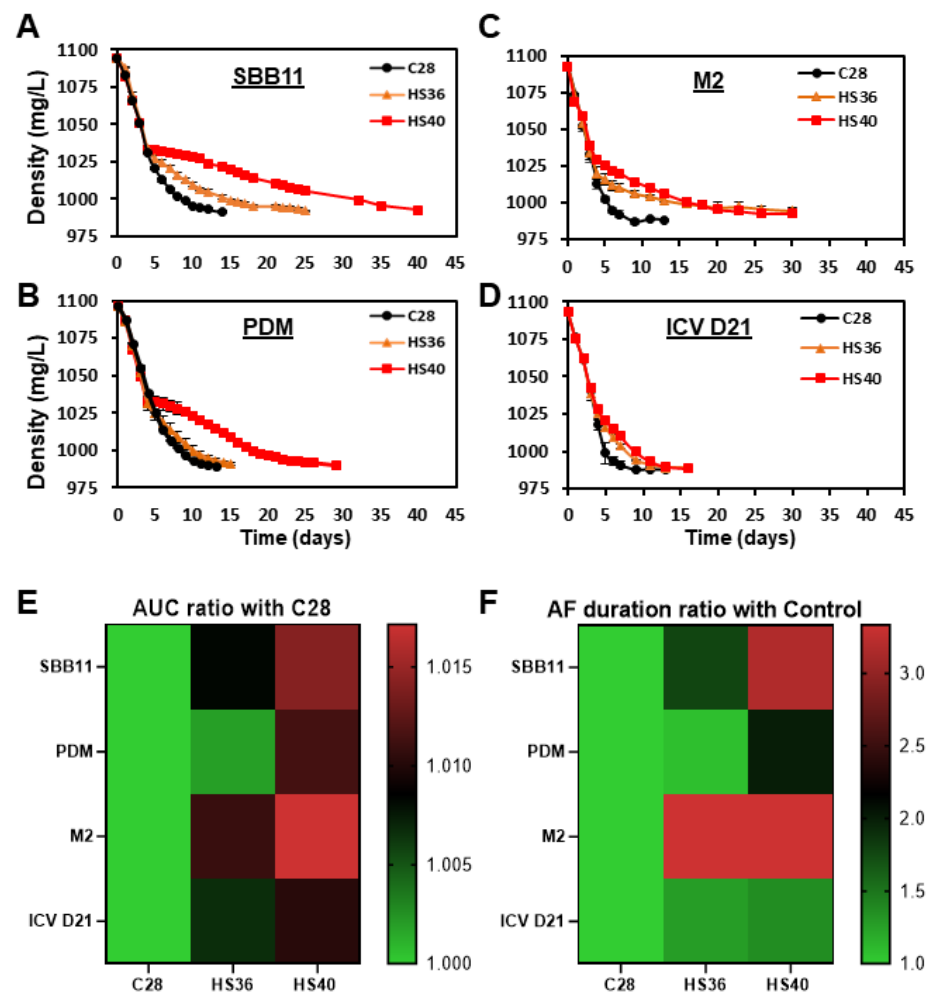 A
SBB11
C28
HS36
HS40
Density (mg/L)
1100
1075
1050
1025
1000
975
0 5 10 15 20 25 30 35 40 45
C
M2
C28
HS36
HS40
1100
1075
1050
1025
1000
975
0 5 10 15 20 25 30 35 40 45
B
PDM
C28
HS36
HS40
Density (mg/L)
1100
1075
1050
1025
1000
975
0 5 10 15 20 25 30 35 40 45
Time (days)
D
ICV D21
C28
HS36
HS40
1100
1075
1050
1025
1000
975
0 5 10 15 20 25 30 35 40 45
Time (days)
E
AUC ratio with C28
SBB11
PDM
M2
ICV D21
C28 HS36 HS40
1.015
1.010
1.005
1.000
F
AF duration ratio with Control
SBB11
PDM
M2
ICV D21
C28 HS36 HS40
3.0
2.5
2.0
1.5
1.0